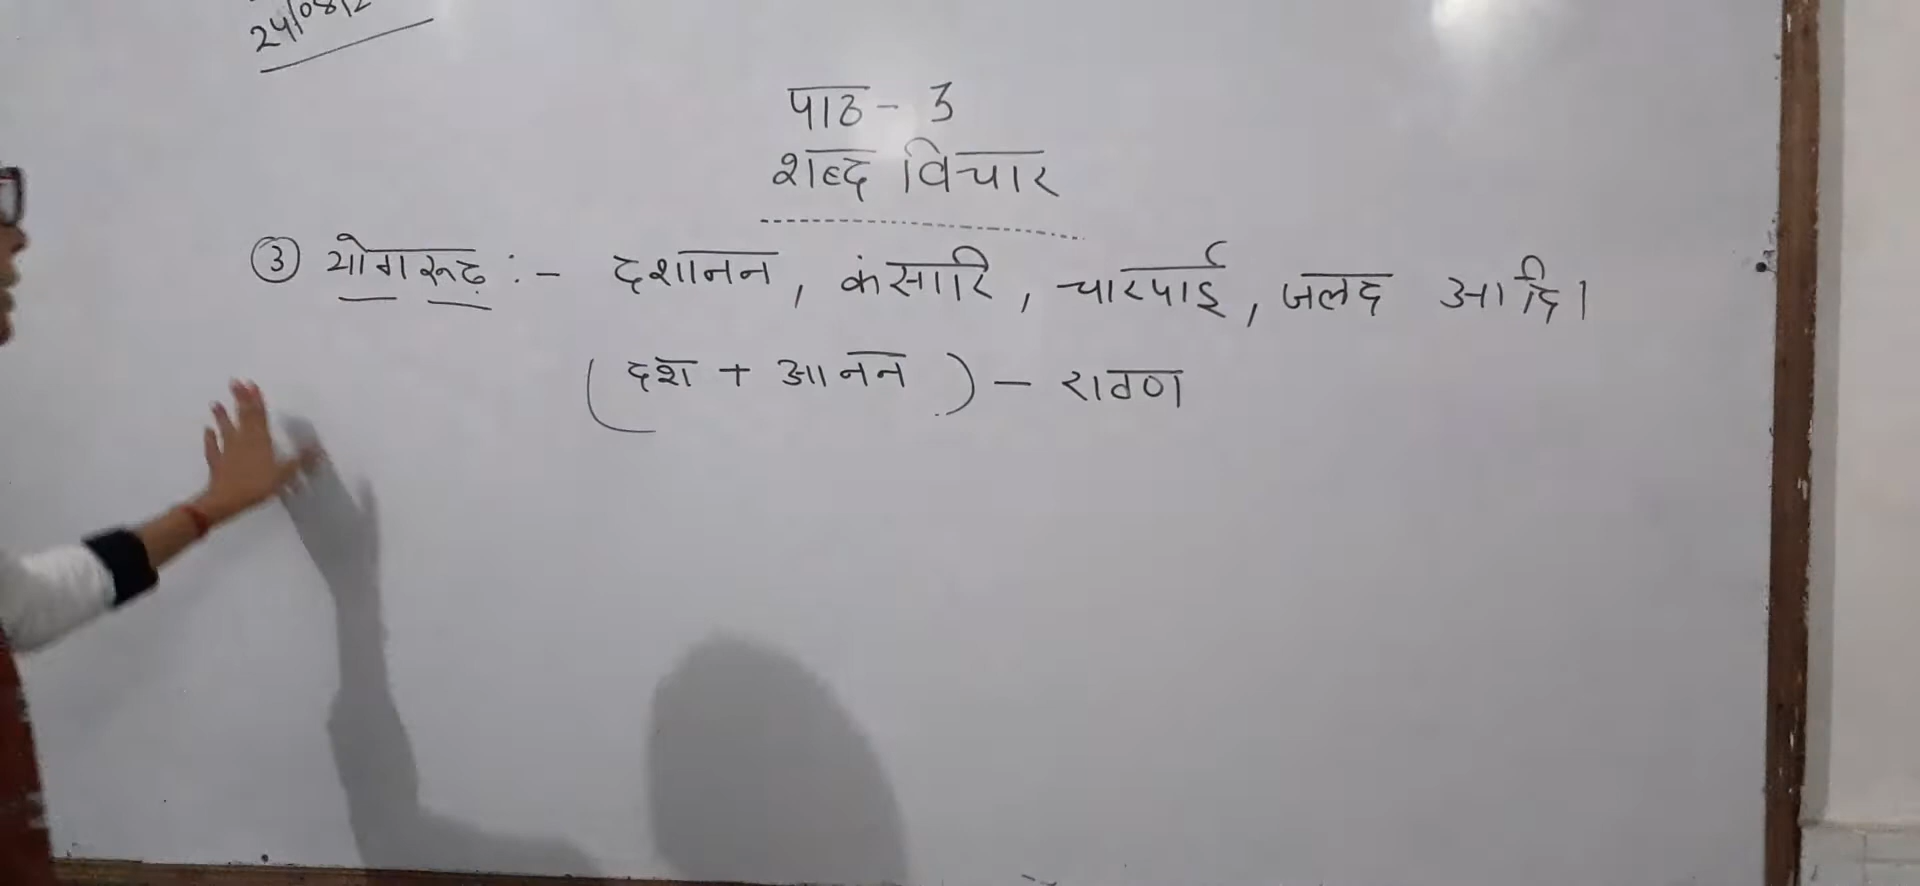 24/08/2
पाठ - 3
शब्द विचार
③ योगरूढ़ :- दशानन, कंसारि, चारपाई, जलद आदि।
(दश + आनन) - रावण